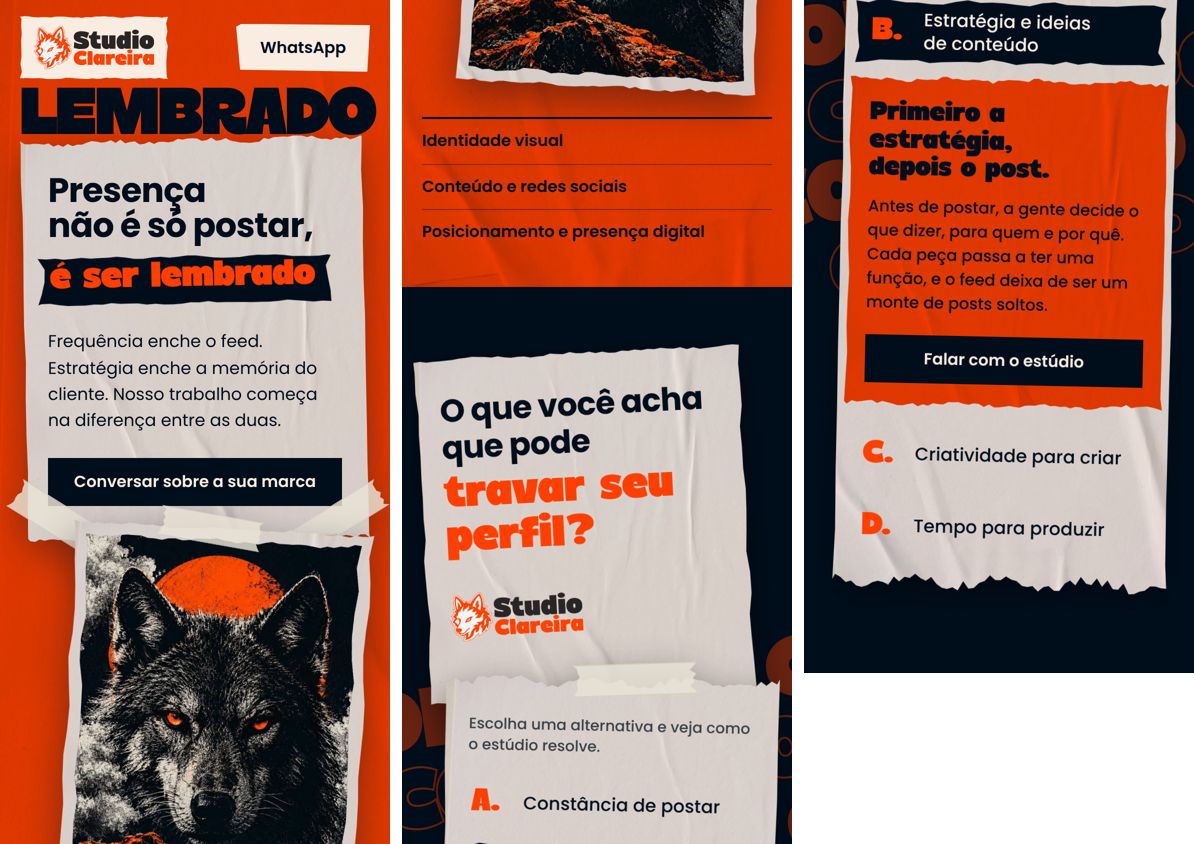 Studio
Clareira
WhatsApp
LEMBRADO
Presença
não é só postar,
é ser lembrado
Frequência enche o feed.
Estratégia enche a memória do
cliente. Nosso trabalho começa
na diferença entre as duas.
Conversar sobre a sua marca
Identidade visual
Conteúdo e redes sociais
Posicionamento e presença digital
O que você acha
que pode
travar seu
perfil?
Studio
Clareira
Escolha uma alternativa e veja como
o estúdio resolve.
A. Constância de postar
B. Estratégia e ideias
de conteúdo
Primeiro a
estratégia,
depois o post.
Antes de postar, a gente decide o
que dizer, para quem e por quê.
Cada peça passa a ter uma
função, e o feed deixa de ser um
monte de posts soltos.
Falar com o estúdio
C. Criatividade para criar
D. Tempo para produzir